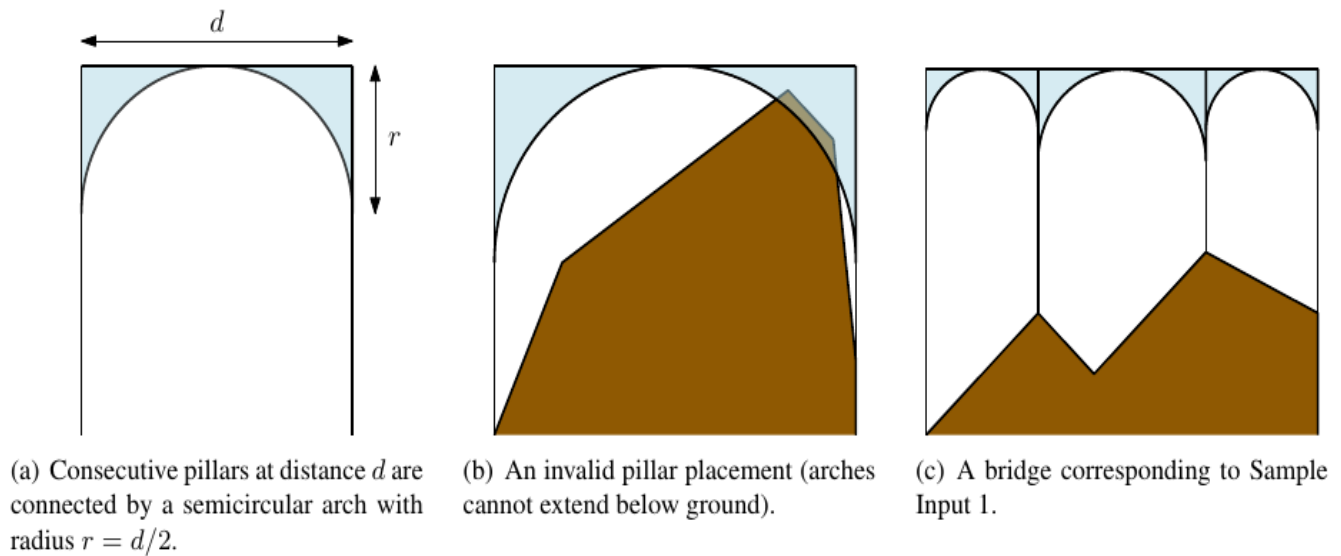 d
r
(a) Consecutive pillars at distance d are
connected by a semicircular arch with
radius r = d/2.
(b) An invalid pillar placement (arches
cannot extend below ground).
(c) A bridge corresponding to Sample
Input 1.